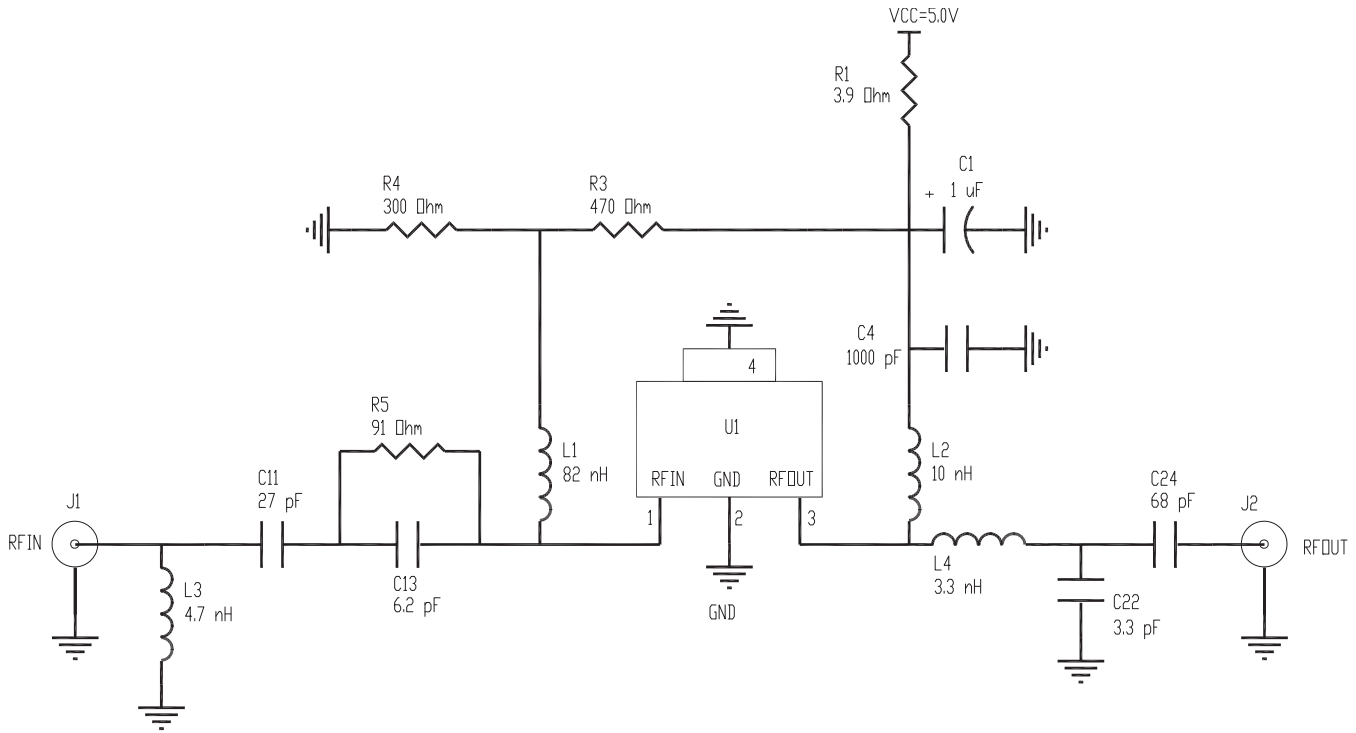 VCC=5.0V
R1
3.9 Ohm
C1
+ 1 uF
R4
300 Ohm
R3
470 Ohm
C4
1000 pF
4
U1
R5
91 Ohm
L1
82 nH
L2
10 nH
RFIN GND RFOUT
1 2 3
C11
27 pF
C24
68 pF
J1
J2
RFIN
RFOUT
C13
6.2 pF
L3
4.7 nH
L4
3.3 nH
C22
3.3 pF
GND